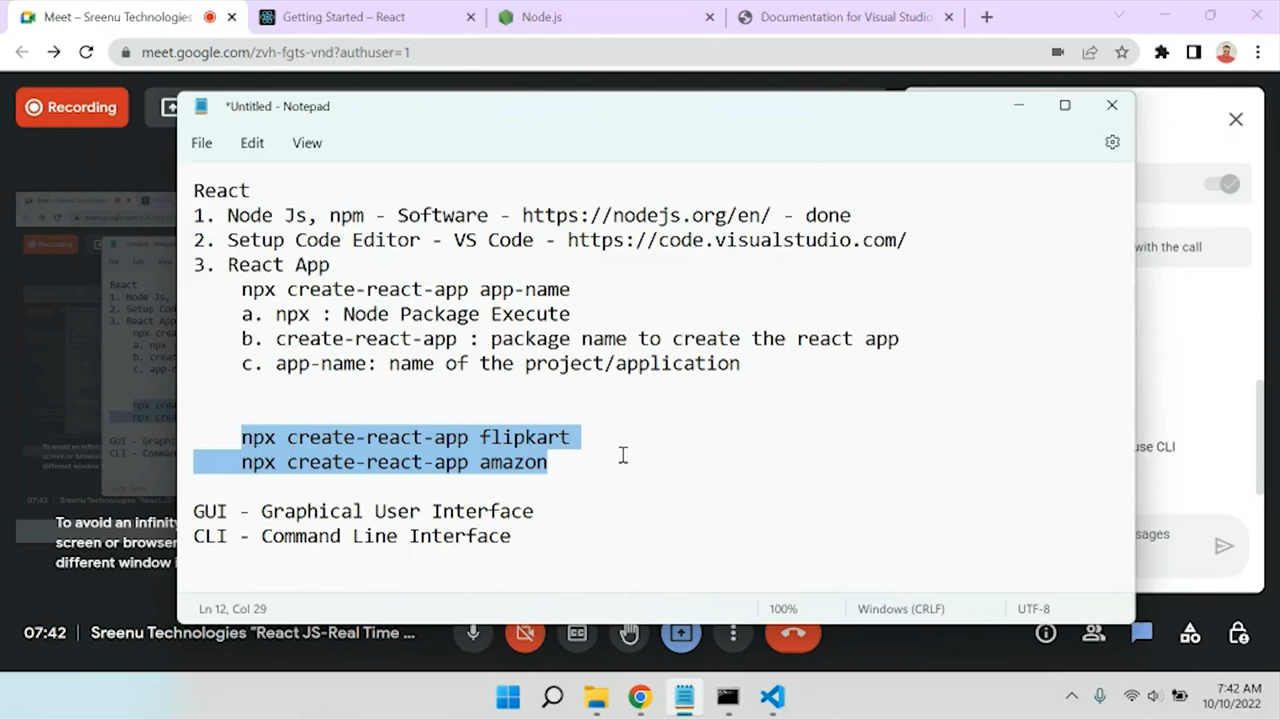 Meet – Sreenu Technologies
Getting Started – React
Node.js
Documentation for Visual Studio
meet.google.com/zvh-fgts-vnd?authuser=1
Recording
*Untitled - Notepad
File Edit View
React
1. Node Js, npm - Software - https://nodejs.org/en/ - done
2. Setup Code Editor - VS Code - https://code.visualstudio.com/
3. React App
npx create-react-app app-name
a. npx : Node Package Execute
b. create-react-app : package name to create the react app
c. app-name: name of the project/application
npx create-react-app flipkart
npx create-react-app amazon
GUI - Graphical User Interface
CLI - Command Line Interface
Ln 12, Col 29 100% Windows (CRLF) UTF-8
with the call
use CLI
sages
To avoid an infinity
screen or browser
different window i
07:42 Sreenu Technologies "React JS-Real Time ...
7:42 AM
10/10/2022